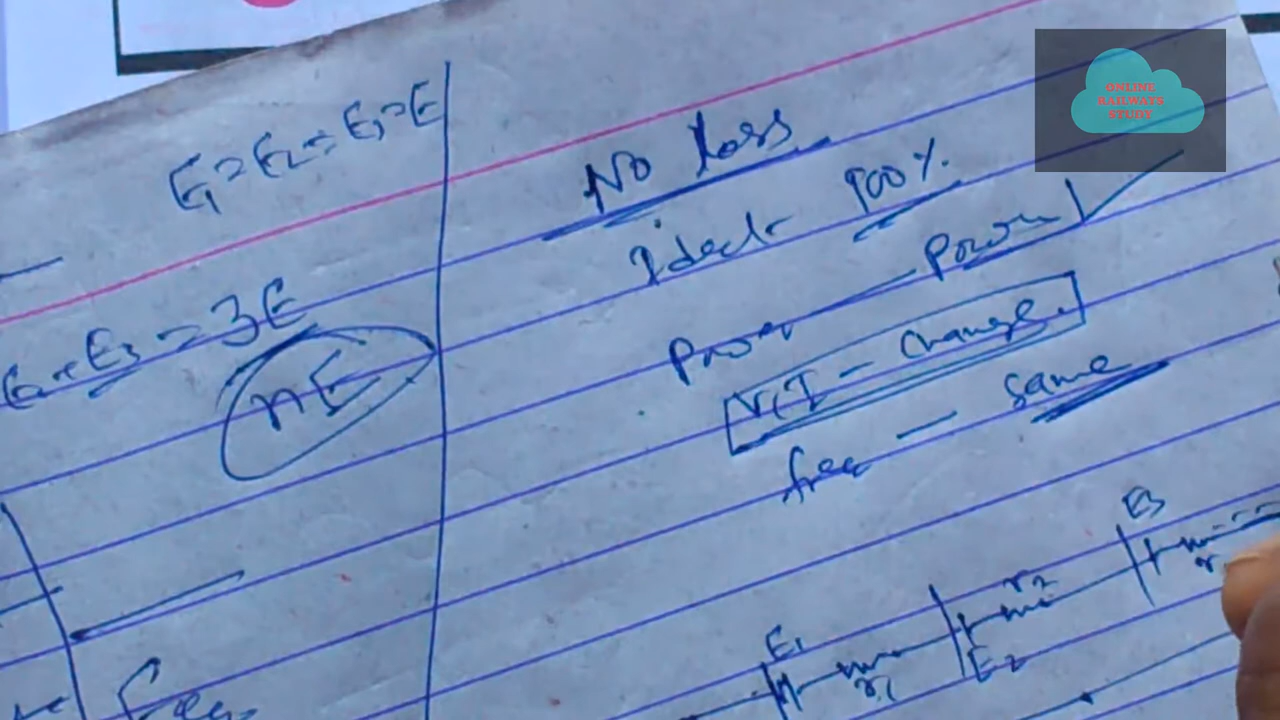 E₁ = E₂ = E₃ = E
E₂ + E₃ = 3E
nE
No loss
Ideal 100%
Power — Power
V, I — change.
freq — same
E₁ r₁ E₂ r₂ E₃
ONLINE
RAILWAYS
STUDY